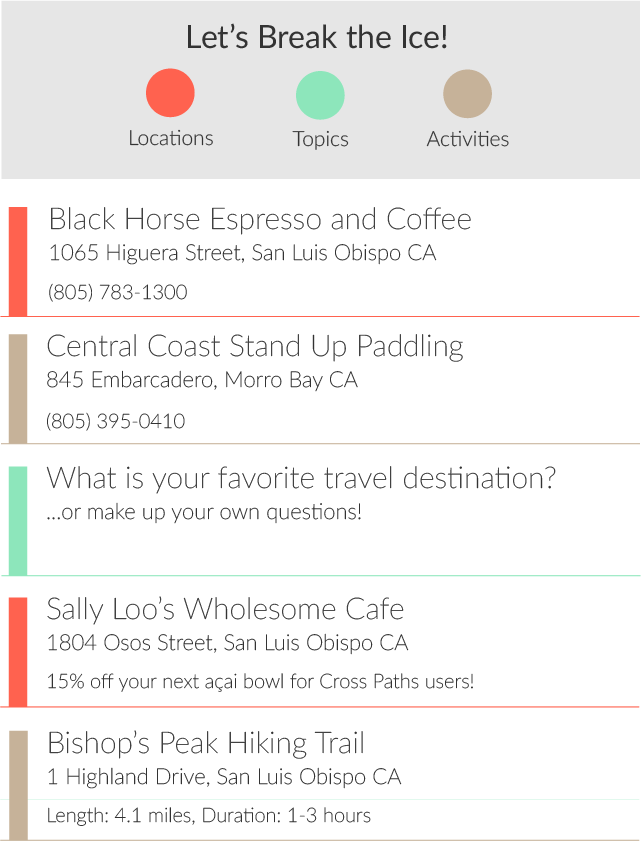 Let’s Break the Ice!
Locations
Topics
Activities
Black Horse Espresso and Coffee
1065 Higuera Street, San Luis Obispo CA
(805) 783-1300
Central Coast Stand Up Paddling
845 Embarcadero, Morro Bay CA
(805) 395-0410
What is your favorite travel destination?
...or make up your own questions!
Sally Loo’s Wholesome Cafe
1804 Osos Street, San Luis Obispo CA
15% off your next açai bowl for Cross Paths users!
Bishop’s Peak Hiking Trail
1 Highland Drive, San Luis Obispo CA
Length: 4.1 miles, Duration: 1-3 hours